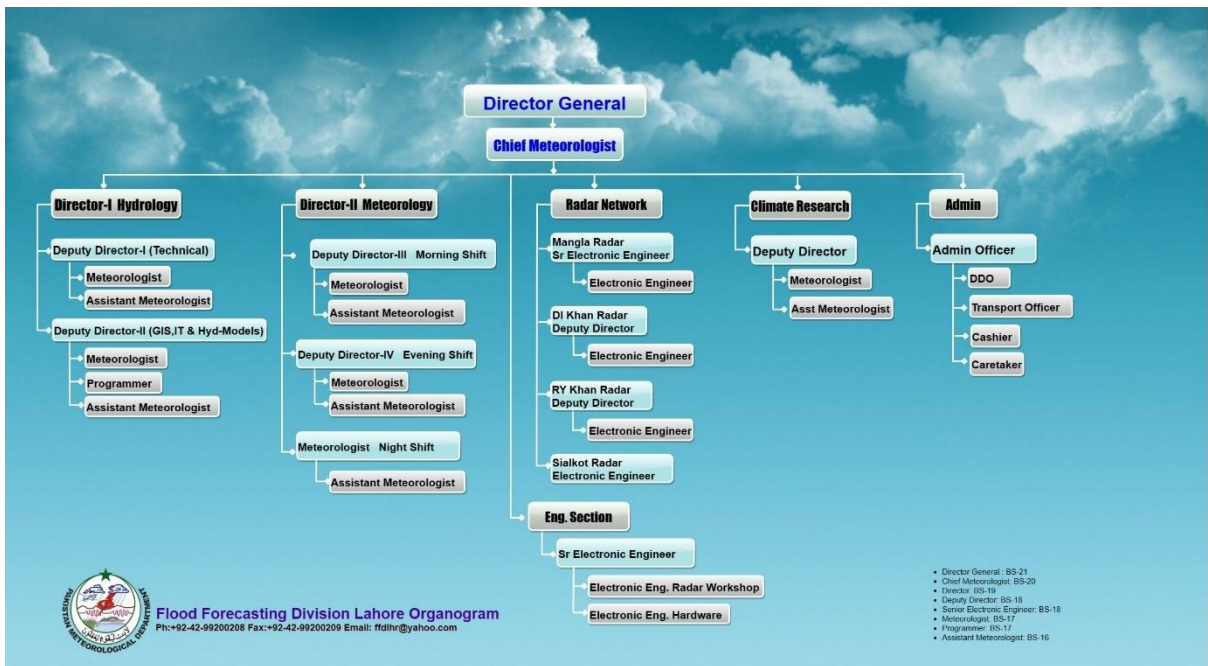 Director General
Chief Meteorologist
Director-I Hydrology
Deputy Director-I (Technical)
Meteorologist
Assistant Meteorologist
Deputy Director-II (GIS,IT & Hyd-Models)
Meteorologist
Programmer
Assistant Meteorologist
Director-II Meteorology
Deputy Director-III Morning Shift
Meteorologist
Assistant Meteorologist
Deputy Director-IV Evening Shift
Meteorologist
Assistant Meteorologist
Meteorologist Night Shift
Assistant Meteorologist
Radar Network
Mangla Radar
Sr Electronic Engineer
Electronic Engineer
DI Khan Radar
Deputy Director
Electronic Engineer
RY Khan Radar
Deputy Director
Electronic Engineer
Sialkot Radar
Electronic Engineer
Eng. Section
Sr Electronic Engineer
Electronic Eng. Radar Workshop
Electronic Eng. Hardware
Climate Research
Deputy Director
Meteorologist
Asst Meteorologist
Admin
Admin Officer
DDO
Transport Officer
Cashier
Caretaker
PAKISTAN METEOROLOGICAL DEPARTMENT
Flood Forecasting Division Lahore Organogram
Ph:+92-42-99200208 Fax:+92-42-99200209 Email: ffdlhr@yahoo.com
• Director General : BS-21
• Chief Meteorologist: BS-20
• Director: BS-19
• Deputy Director: BS-18
• Senior Electronic Engineer: BS-18
• Meteorologist: BS-17
• Programmer: BS-17
• Assistant Meteorologist: BS-16